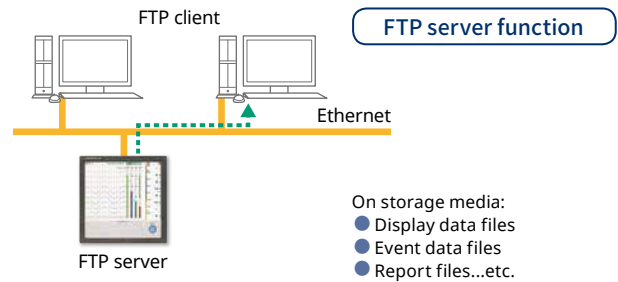 FTP client
FTP server function
Ethernet
FTP server
On storage media:
Display data files
Event data files
Report files...etc.